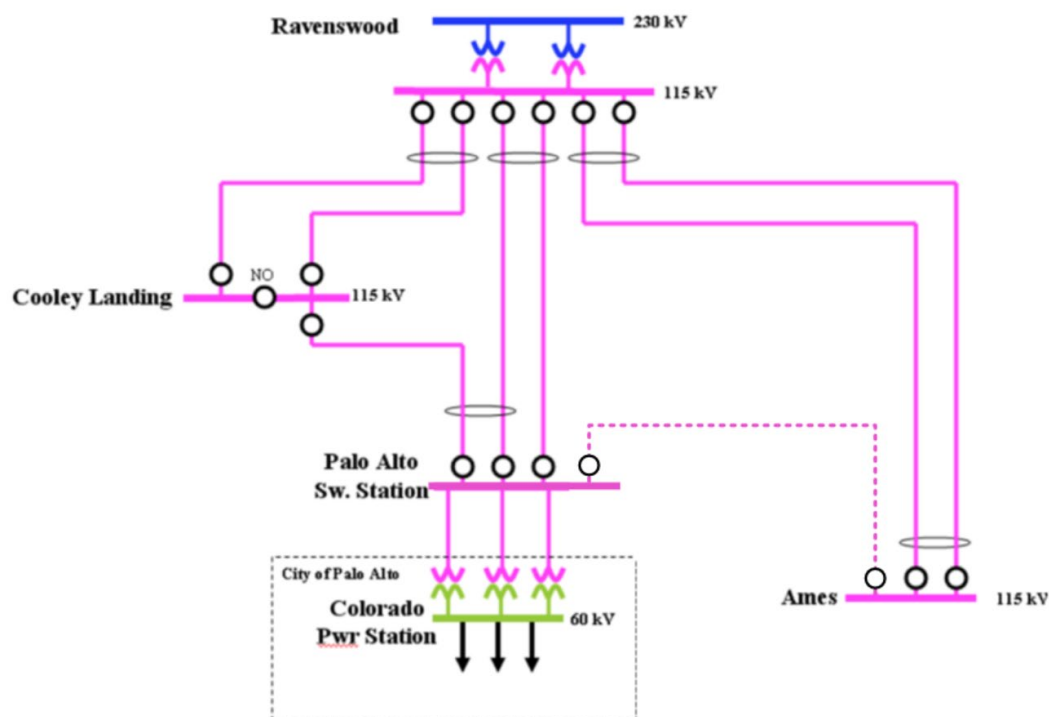 Ravenswood
230 kV
115 kV
NO
Cooley Landing
115 kV
Palo Alto
Sw. Station
City of Palo Alto
Colorado
Pwr Station
60 kV
Ames
115 kV